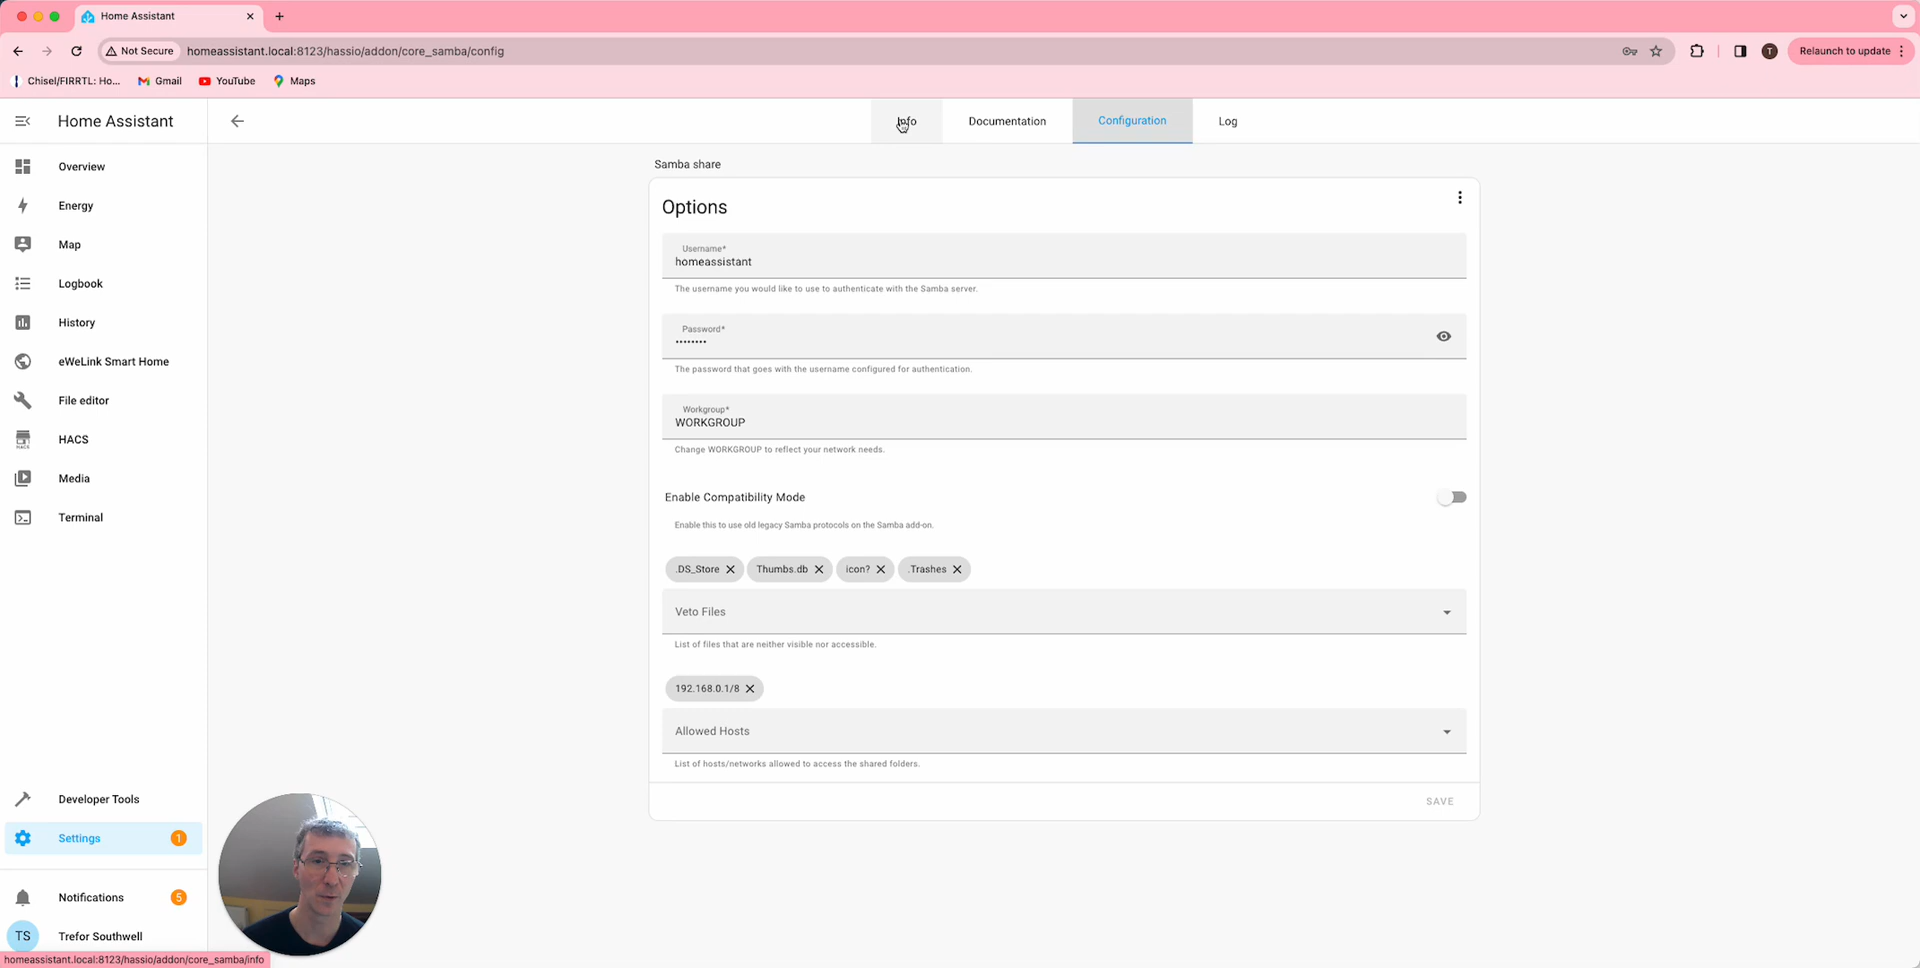 Home Assistant
Not Secure
homeassistant.local:8123/hassio/addon/core_samba/config
T
Relaunch to update
Chisel/FIRRTL: Ho...
Gmail
YouTube
Maps
Home Assistant
Info
Documentation
Configuration
Log
Overview
Energy
Map
Logbook
History
eWeLink Smart Home
File editor
HACS
HACS
Media
Terminal
Developer Tools
Settings
1
Notifications
5
TS
Trefor Southwell
homeassistant.local:8123/hassio/addon/core_samba/info
Samba share
Options
Username*
homeassistant
The username you would like to use to authenticate with the Samba server.
Password*
••••••••
The password that goes with the username configured for authentication.
Workgroup*
WORKGROUP
Change WORKGROUP to reflect your network needs.
Enable Compatibility Mode
Enable this to use old legacy Samba protocols on the Samba add-on.
.DS_Store
Thumbs.db
icon?
.Trashes
Veto Files
List of files that are neither visible nor accessible.
192.168.0.1/8
Allowed Hosts
List of hosts/networks allowed to access the shared folders.
SAVE